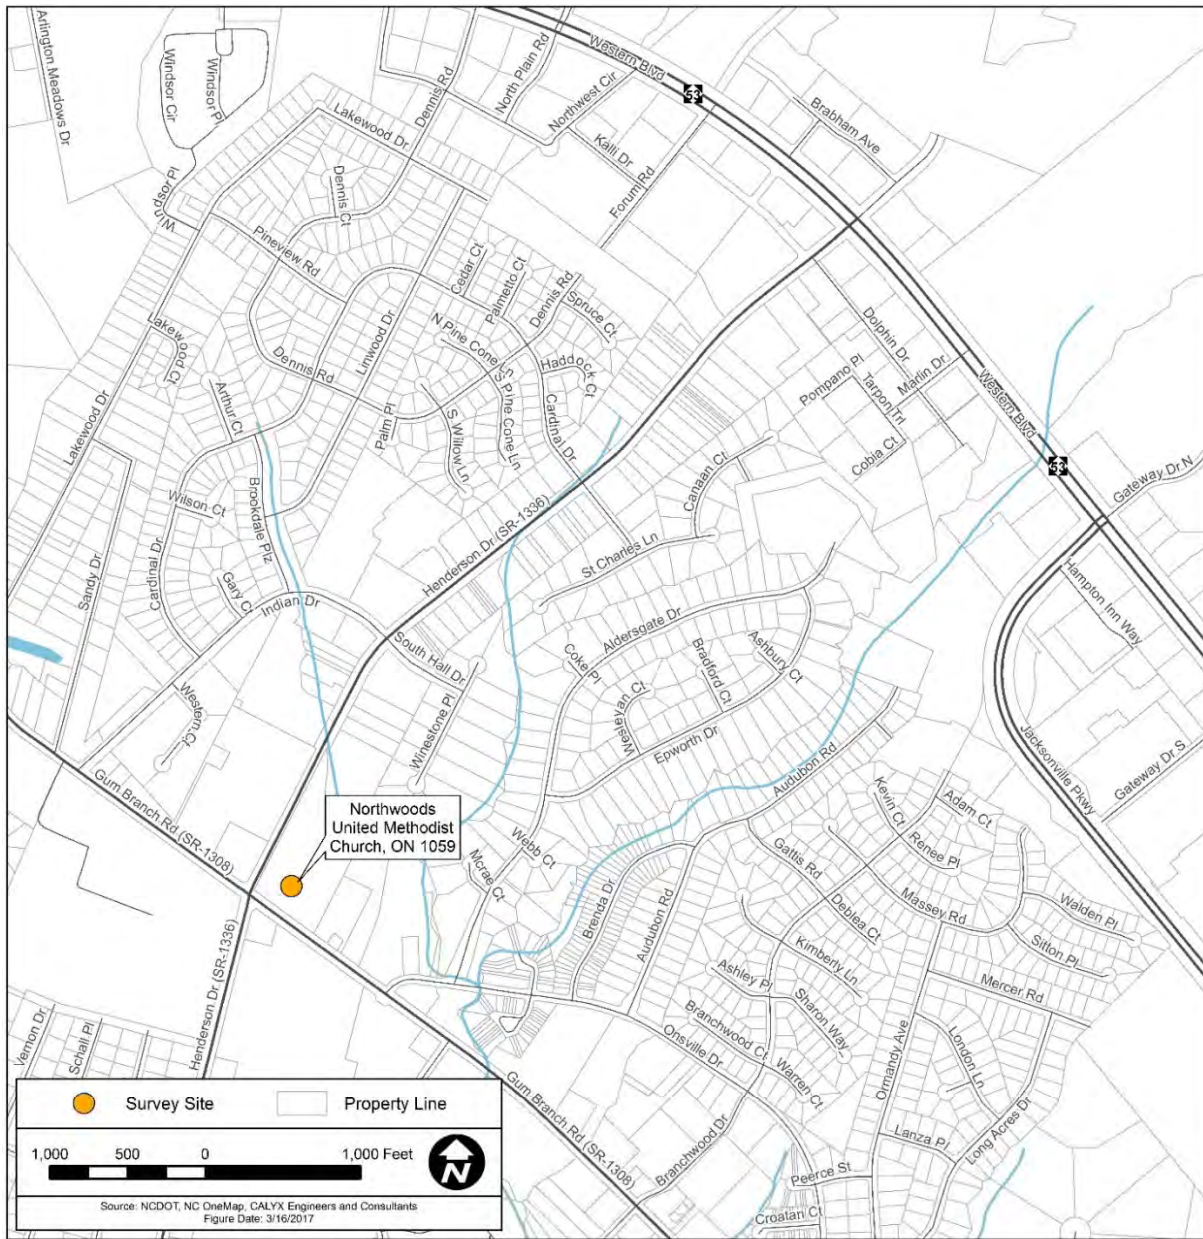 Arlington Meadows Dr
Windsor Cir
Windsor Pl
Windsor Pl
Lakewood Dr
Dennis Rd
North Plain Rd
Western Blvd
53
Northwest Cir
Kalli Dr
Forum Rd
Brabham Ave
Dennis Ct
Pineview Rd
Cedar Ct
Palmetto Ct
Dennis Rd
Spruce Ct
N Pine Cone Ln
S Pine Cone Ln
Haddock Ct
Linwood Dr
Lakewood Ct
Dennis Rd
Palm Pl
S Willow Ln
Cardinal Dr
Arthur Ct
Lakewood Dr
Wilson Ct
Brookdale Plz
Cardinal Dr
Sandy Dr
Gary Ct
Indian Dr
Henderson Dr (SR-1336)
Dolphin Dr
Pompano Pl
Tarpon Trl
Marlin Dr
Cobia Ct
Western Blvd
53
Gateway Dr N
Canaan Ct
St Charles Ln
Hampton Inn Way
South Hall Dr
Aldersgate Dr
Coke Pl
Bradford Ct
Ashbury Ct
Wesleyan Ct
Epworth Dr
Winestone Pl
Western Ct
Jacksonville Pkwy
Gateway Dr S
Audubon Rd
Gum Branch Rd (SR-1308)
Northwoods
United Methodist
Church, ON 1059
Webb Ct
Mcrae Ct
Brenda Dr
Audubon Rd
Kevin Ct
Adam Ct
Renee Pl
Gattis Rd
Massey Rd
Deblea Ct
Walden Pl
Sitton Pl
Kimberly Ln
Mercer Rd
Ashley Pl
Sharon Way
Branchwood Ct
Warren Ct
Onsville Dr
Ormandy Ave
London Ln
Long Acres Dr
Lanza Pl
Peerce St
Croatan Ct
Branchwood Dr
Gum Branch Rd (SR-1308)
Henderson Dr (SR-1336)
Vernon Dr
Schall Pl
Survey Site
Property Line
1,000 500 0 1,000 Feet
N
Source: NCDOT, NC OneMap, CALYX Engineers and Consultants
Figure Date: 3/16/2017